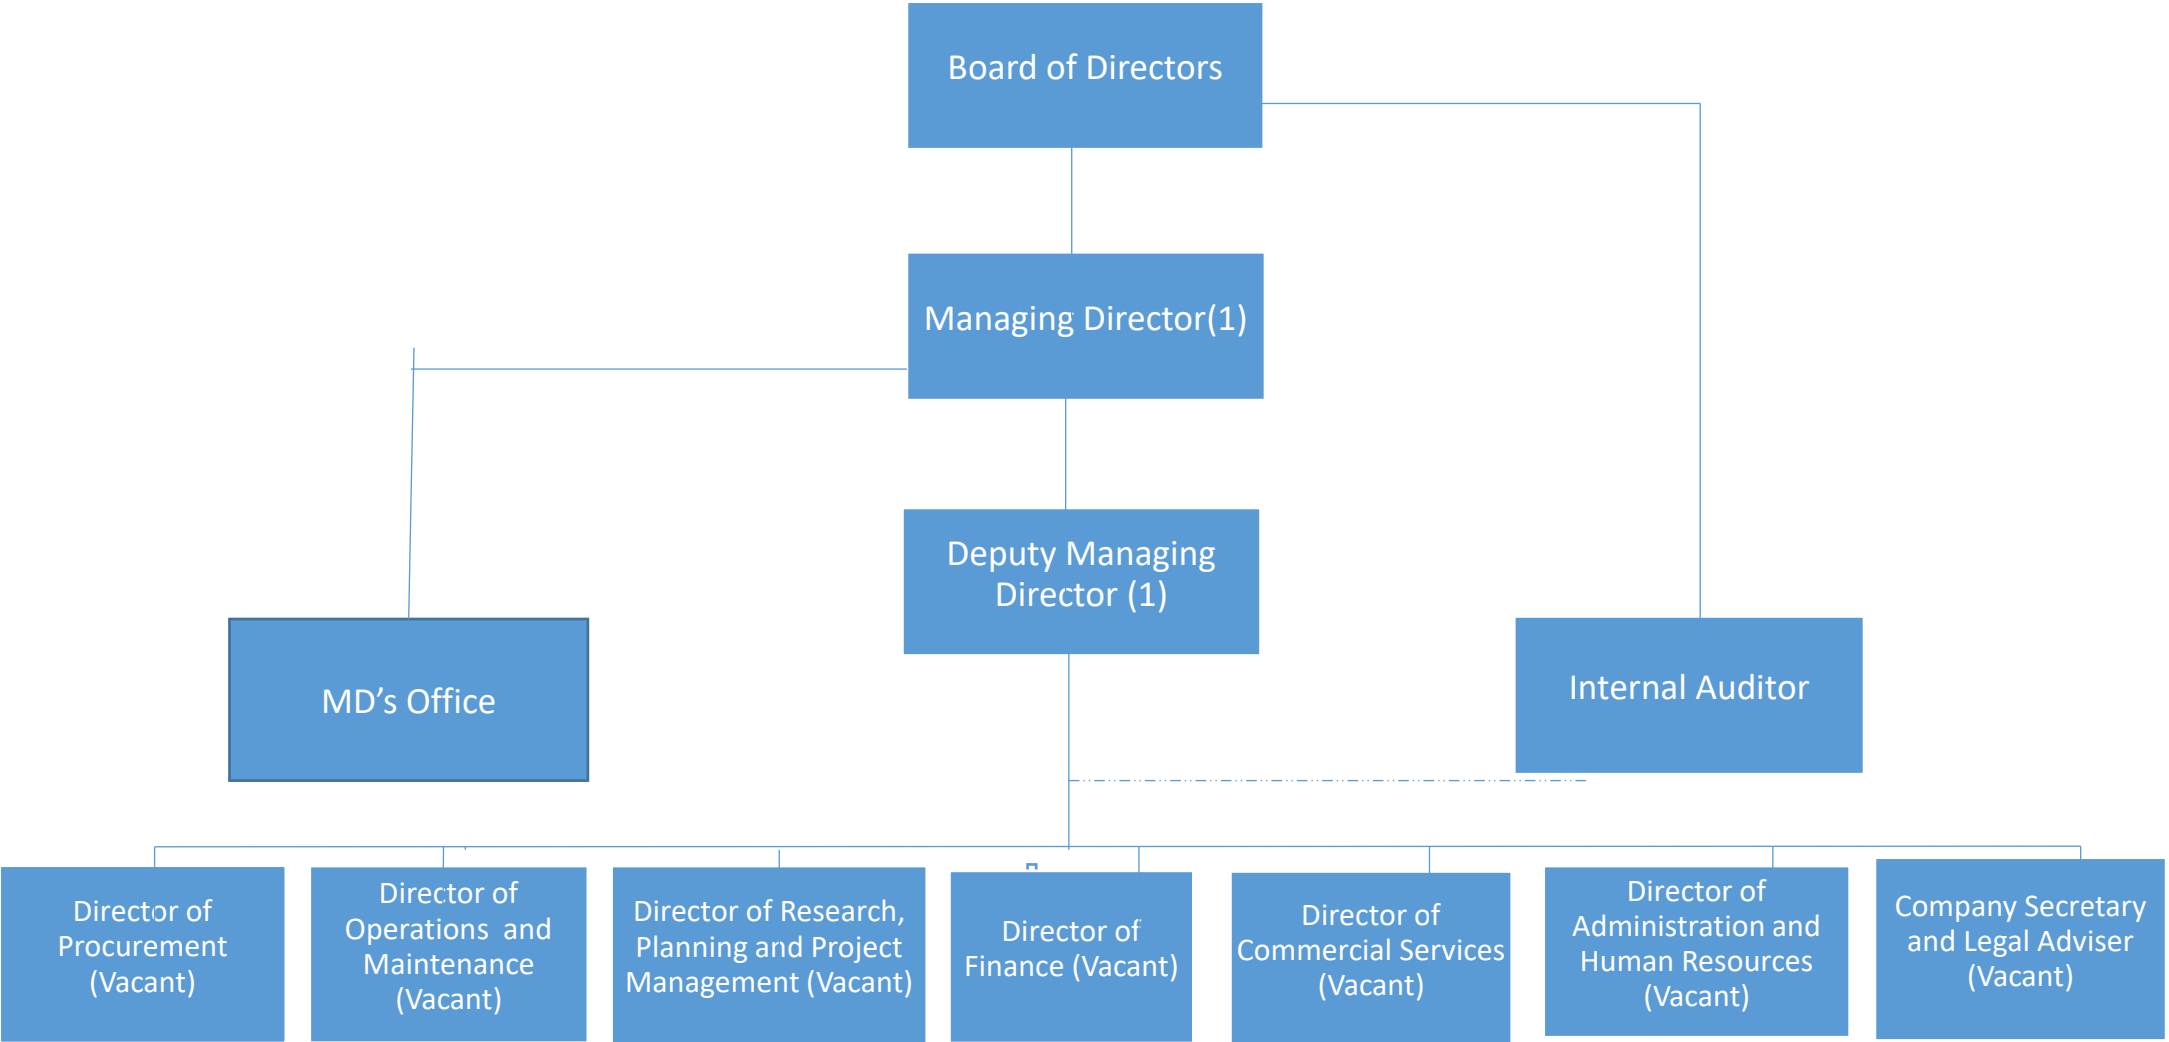 Board of Directors
Managing Director(1)
Deputy Managing
Director (1)
MD’s Office
Internal Auditor
Director of
Procurement
(Vacant)
Director of
Operations  and
Maintenance
(Vacant)
Director of Research,
Planning and Project
Management (Vacant)
Director of
Finance (Vacant)
Director of
Commercial Services
(Vacant)
Director of
Administration and
Human Resources
(Vacant)
Company Secretary
and Legal Adviser
(Vacant)